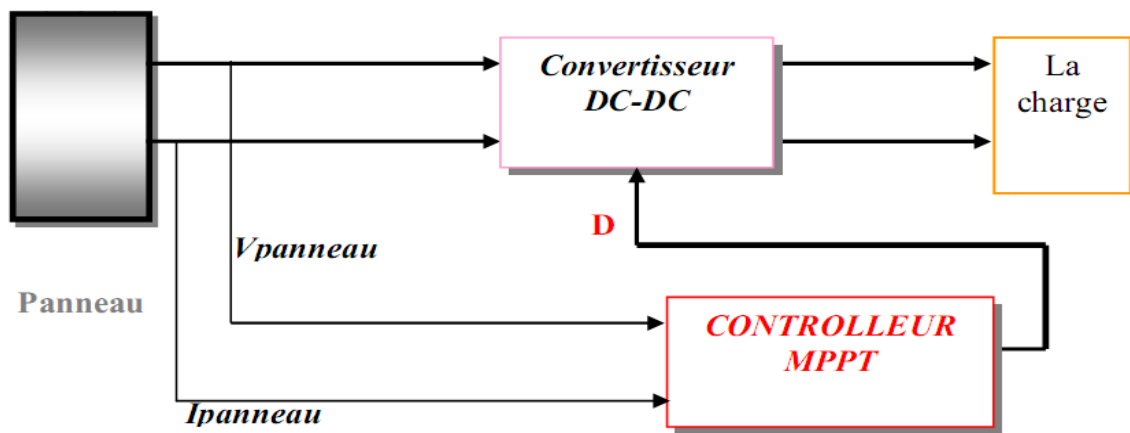 Convertisseur
DC-DC
La
charge
D
Vpanneau
Panneau
CONTROLLEUR
MPPT
Ipanneau